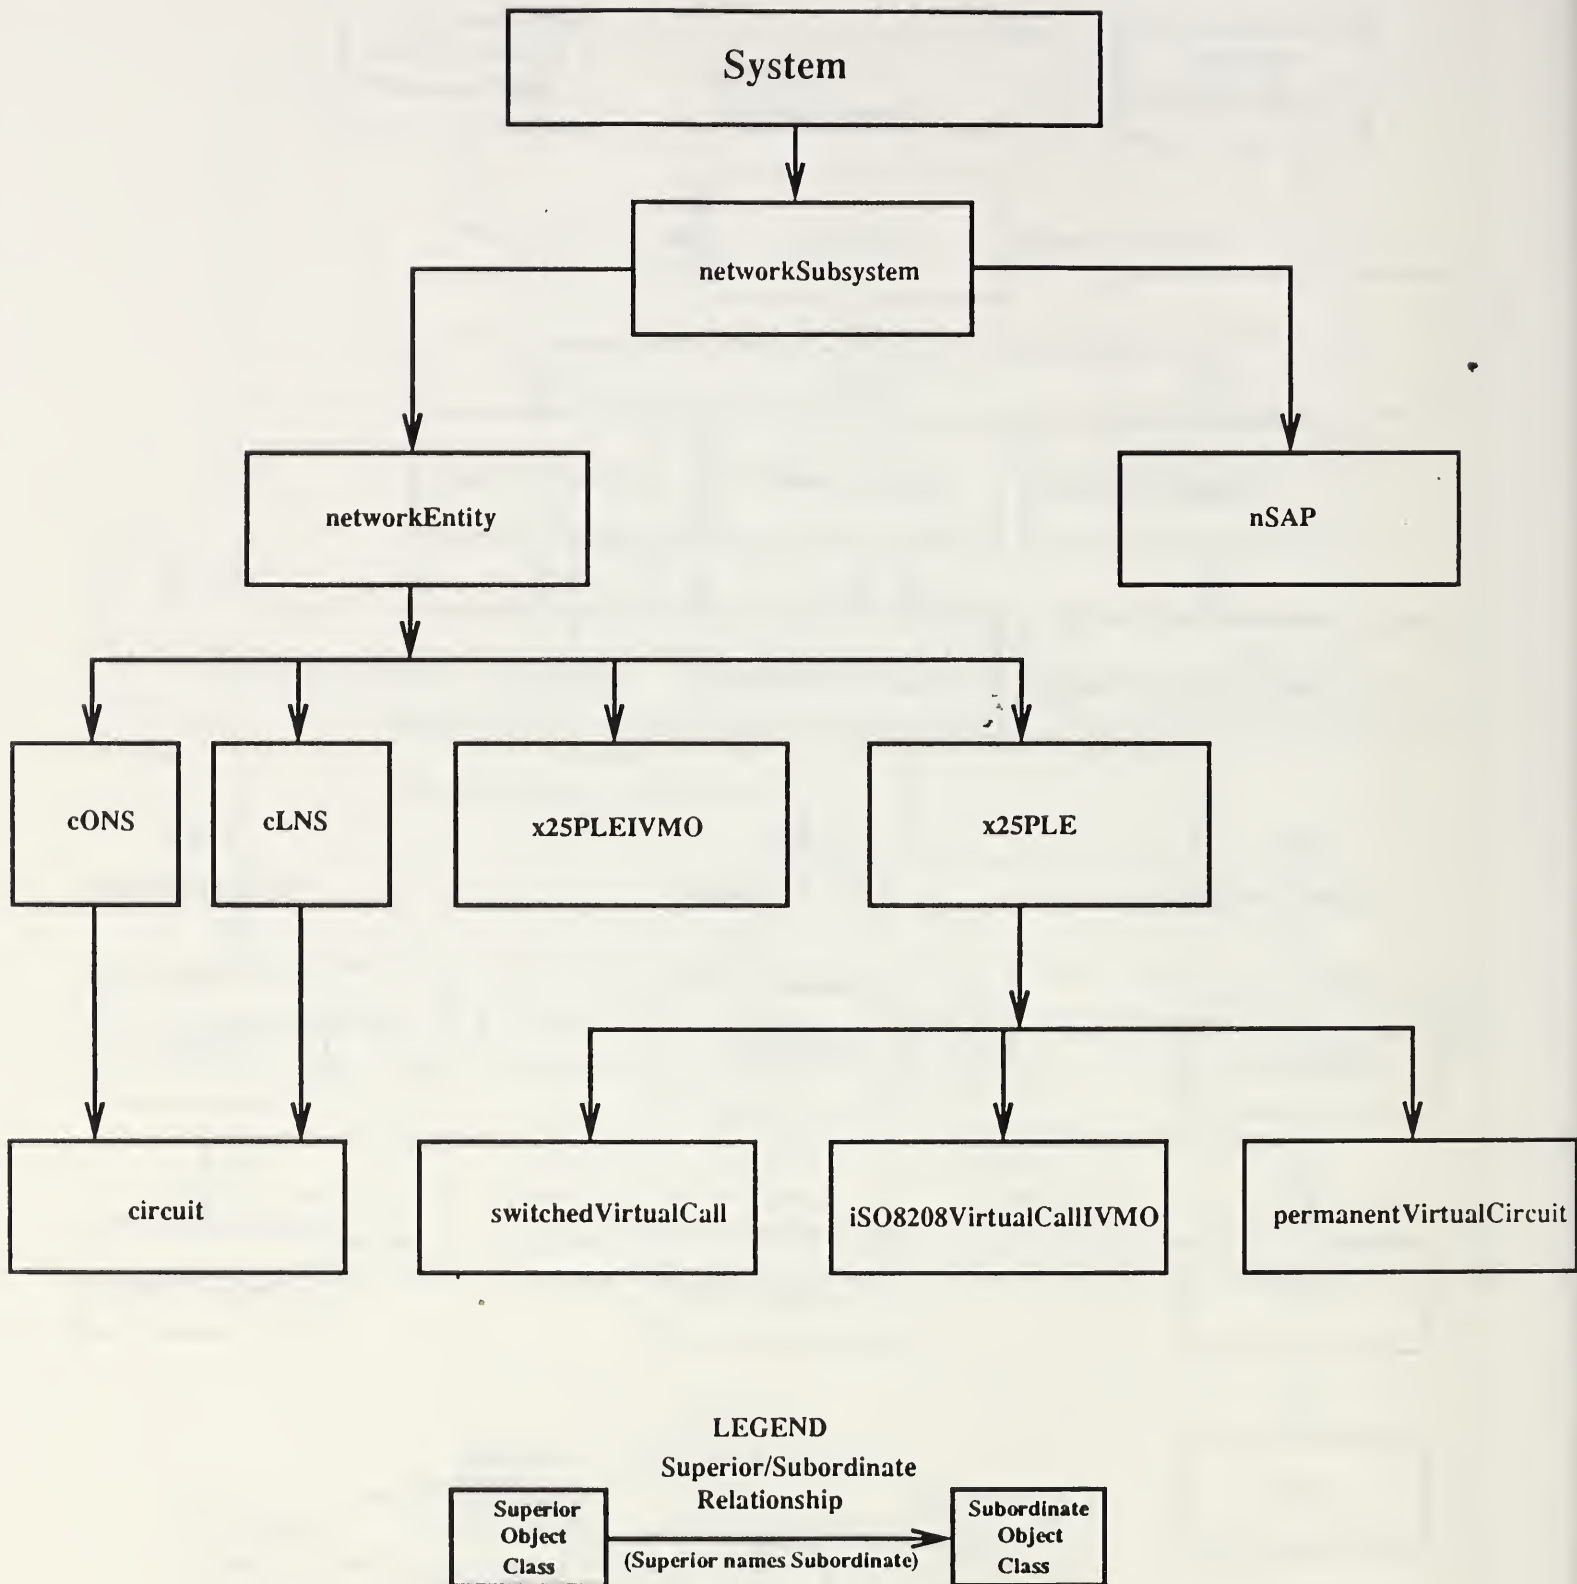 System
networkSubsystem
networkEntity
nSAP
cONS
cLNS
x25PLEIVMO
x25PLE
circuit
switchedVirtualCall
iSO8208VirtualCallIVMO
permanentVirtualCircuit
LEGEND
Superior/Subordinate
Relationship
Superior
Object
Class
(Superior names Subordinate)
Subordinate
Object
Class